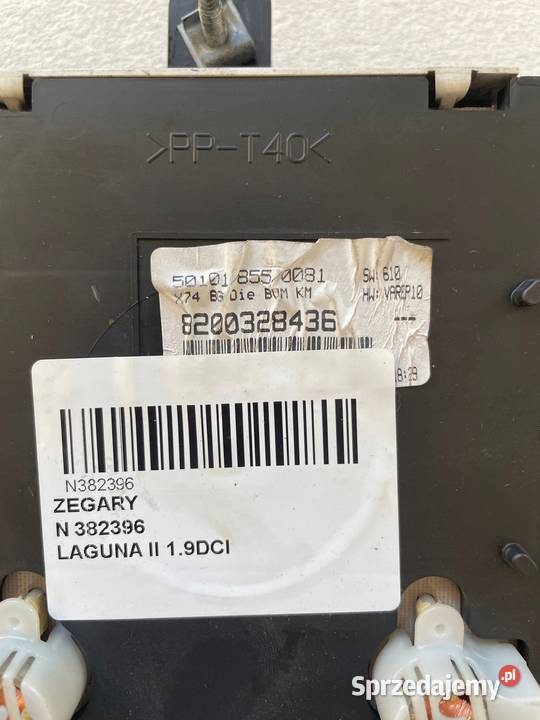 >PP-T40<
50101 855 0081 SW: 610
X74 BG Die BVM KM HW: VAREP10
8200328436 ---
18:29
N382396
ZEGARY
N 382396
LAGUNA II 1.9DCI
Sprzedajemy.pl